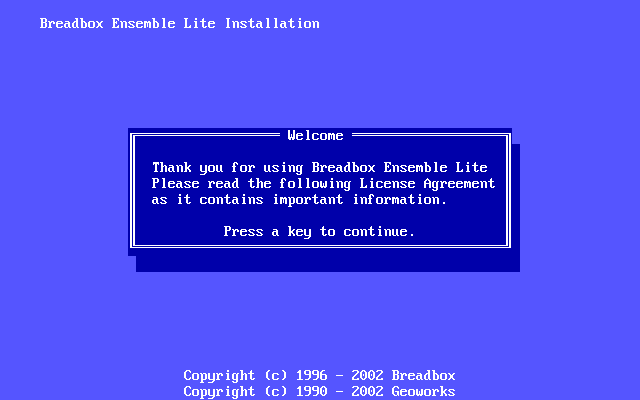 Breadbox Ensemble Lite Installation
Welcome
Thank you for using Breadbox Ensemble Lite
Please read the following License Agreement
as it contains important information.
Press a key to continue.
Copyright (c) 1996 - 2002 Breadbox
Copyright (c) 1990 - 2002 Geoworks